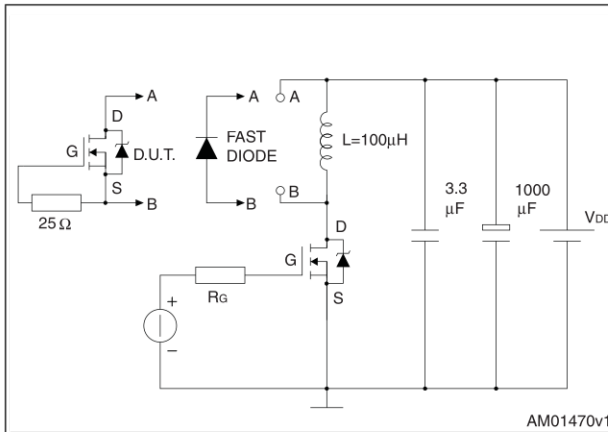 A
D
G
D.U.T.
S
B
25 Ω
A
FAST
DIODE
B
A
B
L=100μH
D
G
S
RG
+
–
3.3
μF
1000
μF
VDD
AM01470v1